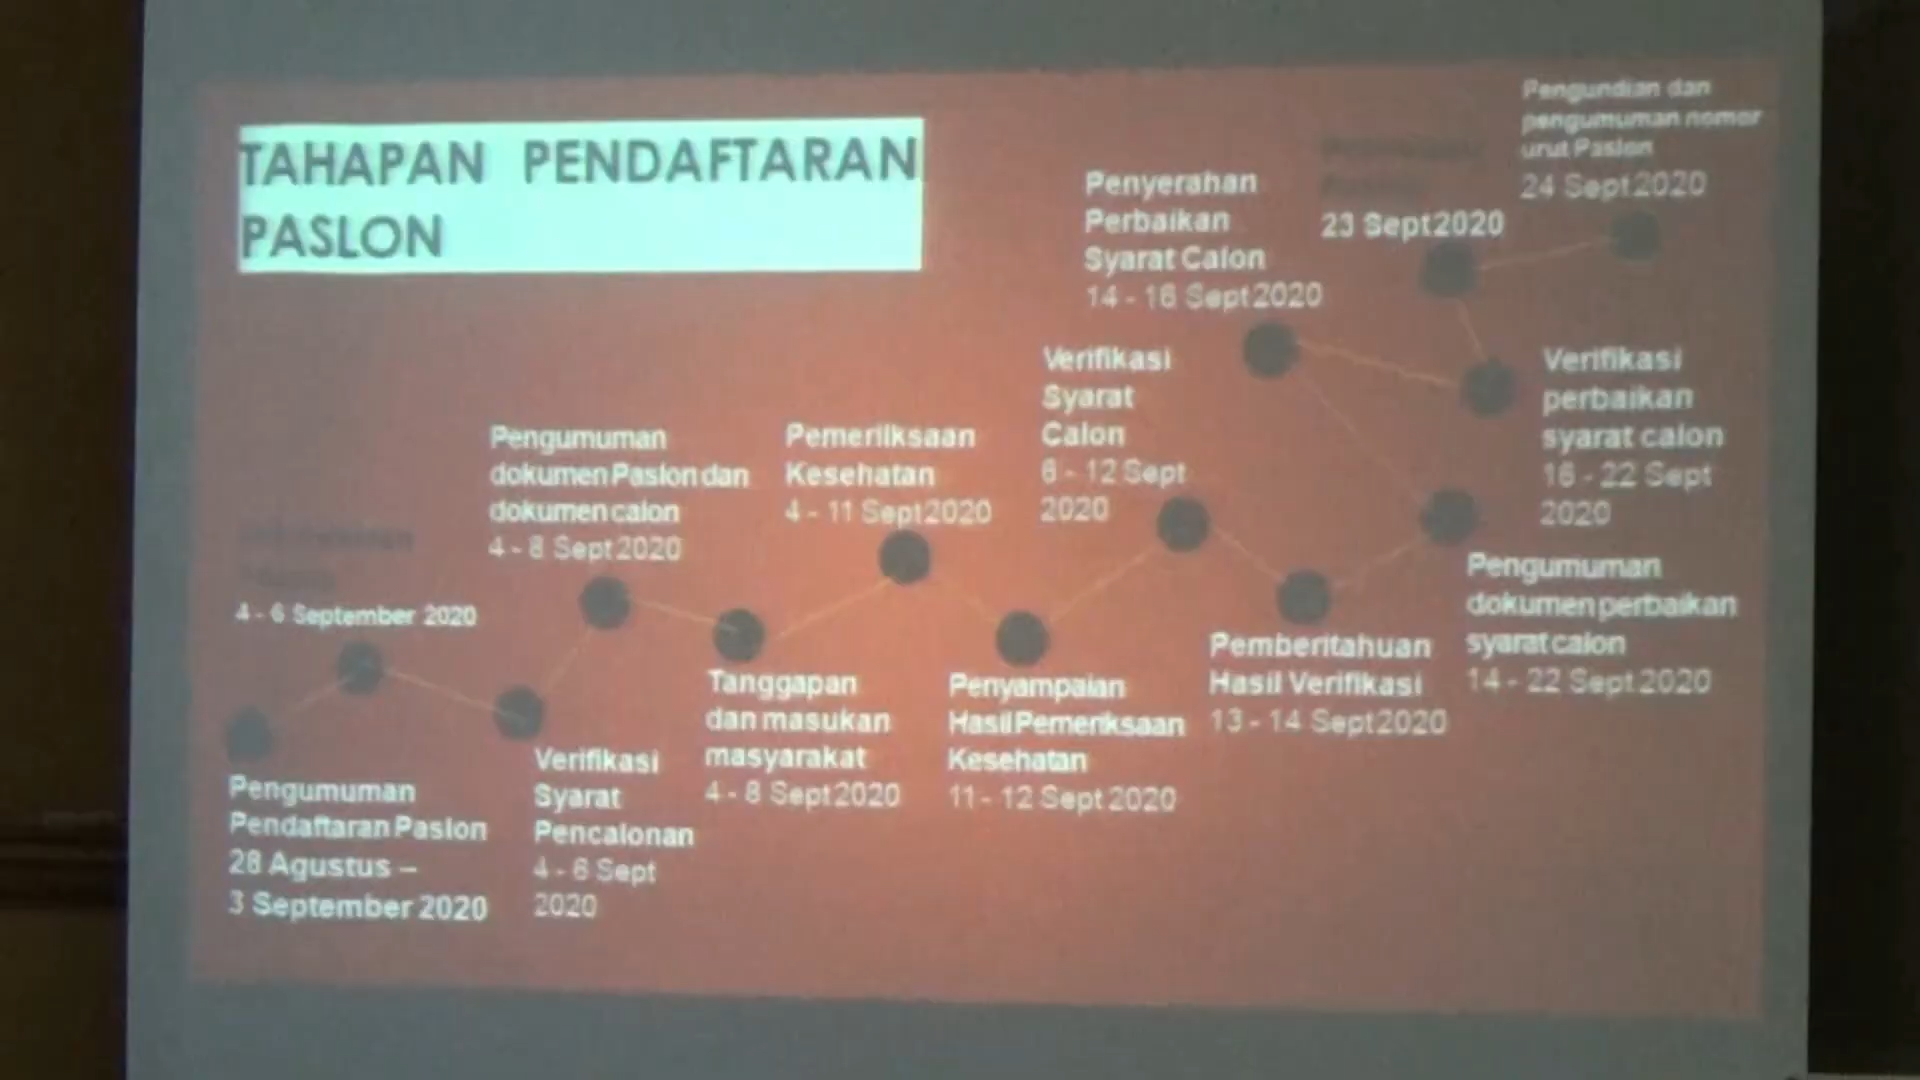 TAHAPAN PENDAFTARAN
PASLON
Pengumuman
Pendaftaran Paslon
28 Agustus –
3 September 2020
4 - 6 September 2020
Verifikasi
Syarat
Pencalonan
4 - 6 Sept
2020
Pengumuman
dokumen Paslon dan
dokumen calon
4 - 8 Sept 2020
Tanggapan
dan masukan
masyarakat
4 - 8 Sept 2020
Pemeriiksaan
Kesehatan
4 - 11 Sept 2020
Penyampaian
Hasil Pemeriksaan
Kesehatan
11 - 12 Sept 2020
Verifikasi
Syarat
Calon
6 - 12 Sept
2020
Pemberitahuan
Hasil Verifikasi
13 - 14 Sept 2020
Pengumuman
dokumen perbaikan
syarat calon
14 - 22 Sept 2020
Penyerahan
Perbaikan
Syarat Calon
14 - 16 Sept 2020
Verifikasi
perbaikan
syarat calon
16 - 22 Sept
2020
23 Sept 2020
Pengundian dan
pengumuman nomor
urut Paslon
24 Sept 2020